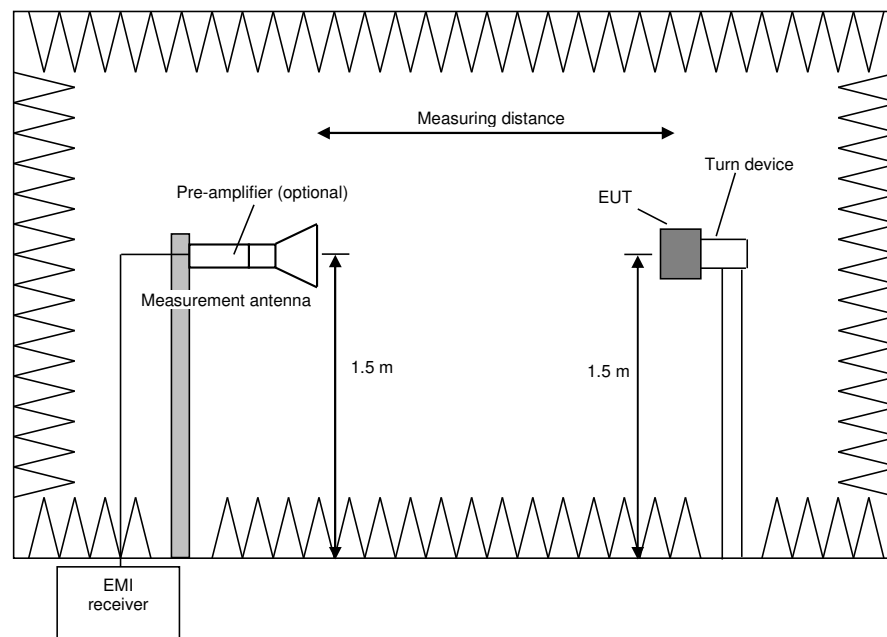 Measuring distance
Turn device
Pre-amplifier (optional)
EUT
Measurement antenna
1.5 m
1.5 m
EMI
receiver